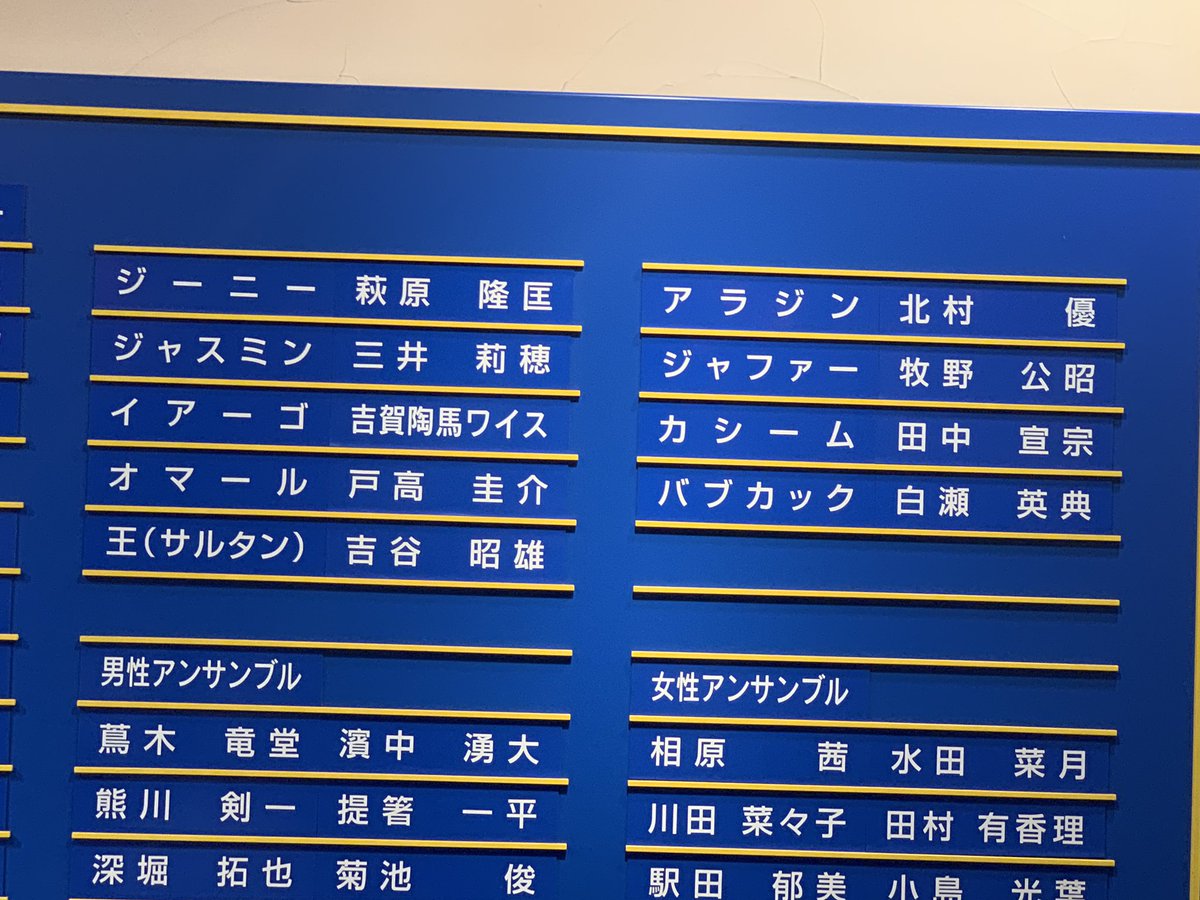 ジーニー 萩原 隆匡
ジャスミン 三井 莉穂
イアーゴ 吉賀陶馬ワイス
オマール 戸高 圭介
王(サルタン) 吉谷 昭雄
アラジン 北村 優
ジャファー 牧野 公昭
カシーム 田中 宣宗
バブカック 白瀬 英典
男性アンサンブル
蔦木 竜堂 濱中 湧大
熊川 剣一 提箸 一平
深堀 拓也 菊池 俊
女性アンサンブル
相原 茜 水田 菜月
川田 菜々子 田村 有香理
駅田 郁美 小島 光葉